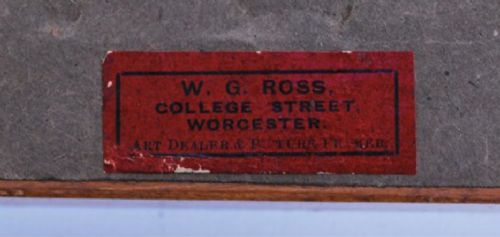 W. G. ROSS,
COLLEGE STREET,
WORCESTER.
ART DEALER & PICTURE FRAMER.